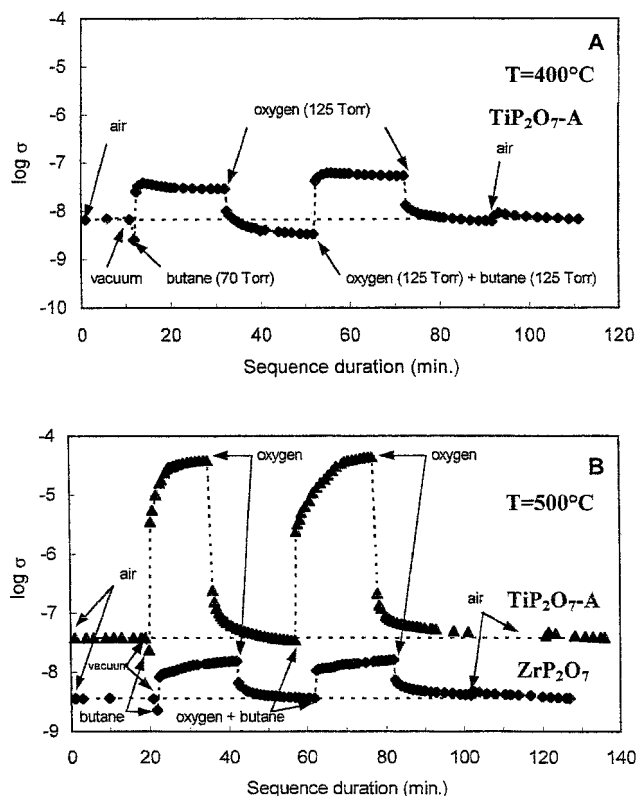 A
T=400°C
TiP₂O₇-A
-4
-5
-6
-7
-8
-9
-10
log σ
air
oxygen (125 Torr)
air
vacuum
butane (70 Torr)
oxygen (125 Torr) + butane (125 Torr)
0 20 40 60 80 100 120
Sequence duration (min.)
B
T=500°C
-4
-5
-6
-7
-8
-9
log σ
oxygen
oxygen
air
air
TiP₂O₇-A
vacuum
ZrP₂O₇
butane
oxygen + butane
0 20 40 60 80 100 120 140
Sequence duration (min.)